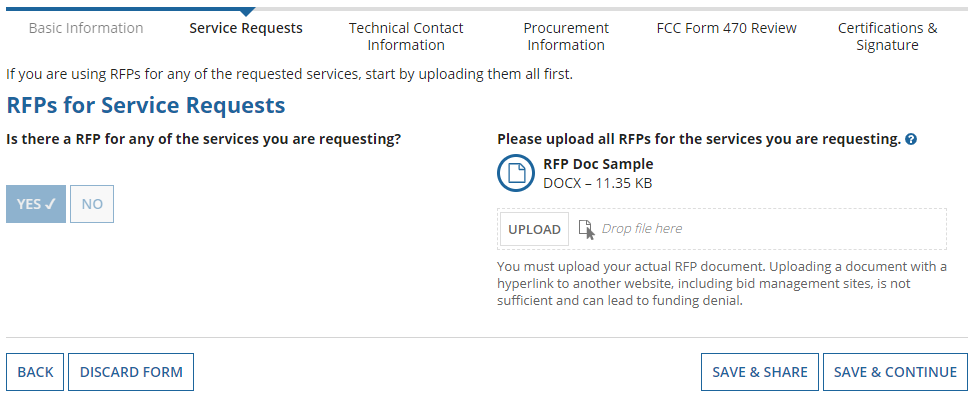 Basic Information
Service Requests
Technical Contact
Information
Procurement
Information
FCC Form 470 Review
Certifications &
Signature
If you are using RFPs for any of the requested services, start by uploading them all first.
RFPs for Service Requests
Is there a RFP for any of the services you are requesting?
YES ✓
NO
Please upload all RFPs for the services you are requesting. ?
RFP Doc Sample
DOCX – 11.35 KB
UPLOAD
Drop file here
You must upload your actual RFP document. Uploading a document with a
hyperlink to another website, including bid management sites, is not
sufficient and can lead to funding denial.
BACK
DISCARD FORM
SAVE & SHARE
SAVE & CONTINUE